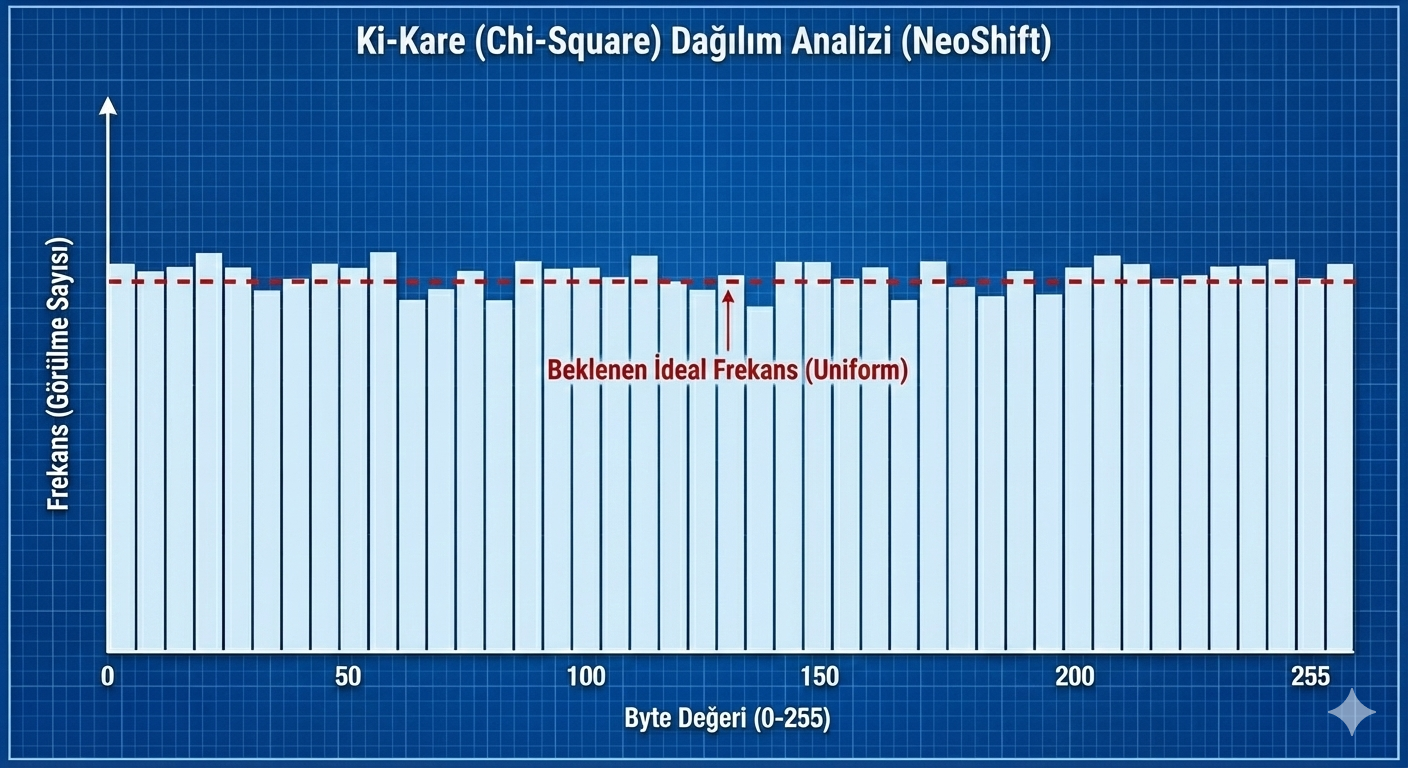 Ki-Kare (Chi-Square) Dağılım Analizi (NeoShift)
Frekans (Görülme Sayısı)
Beklenen İdeal Frekans (Uniform)
0 50 100 150 200 255
Byte Değeri (0-255)